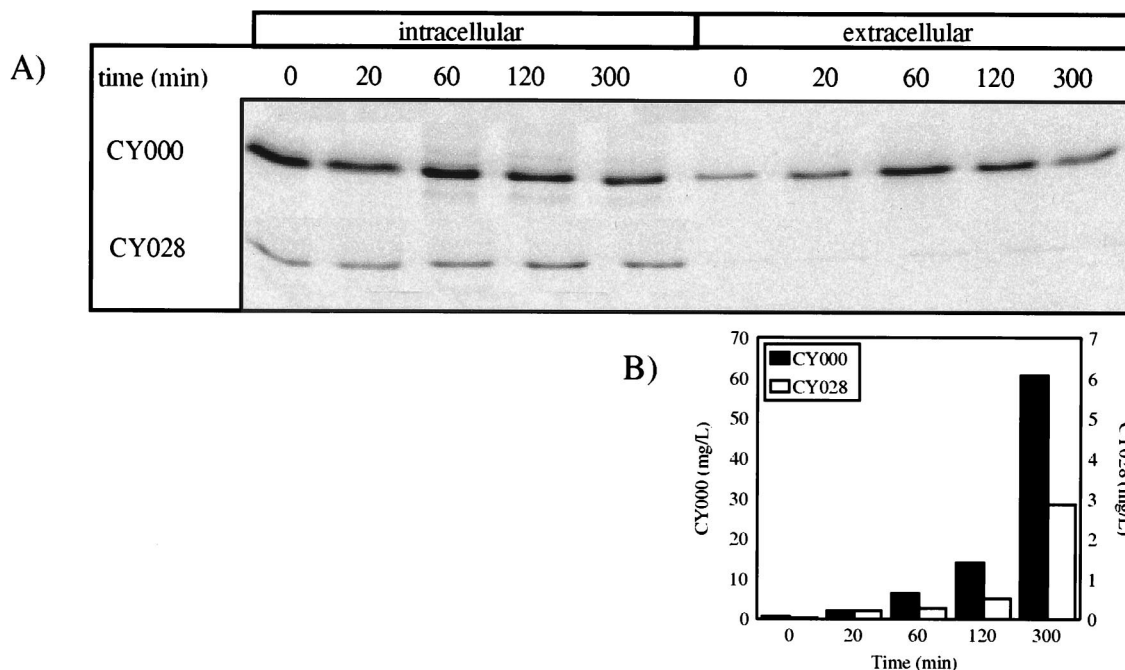 intracellular extracellular
A) time (min) 0 20 60 120 300 0 20 60 120 300
CY000
CY028
B)
70 7
CY000
60 6
CY028
50 5
40 4
30 3
20 2
10 1
0 0
CY000 (mg/L)
CY028 (mg/L)
0 20 60 120 300
Time (min)